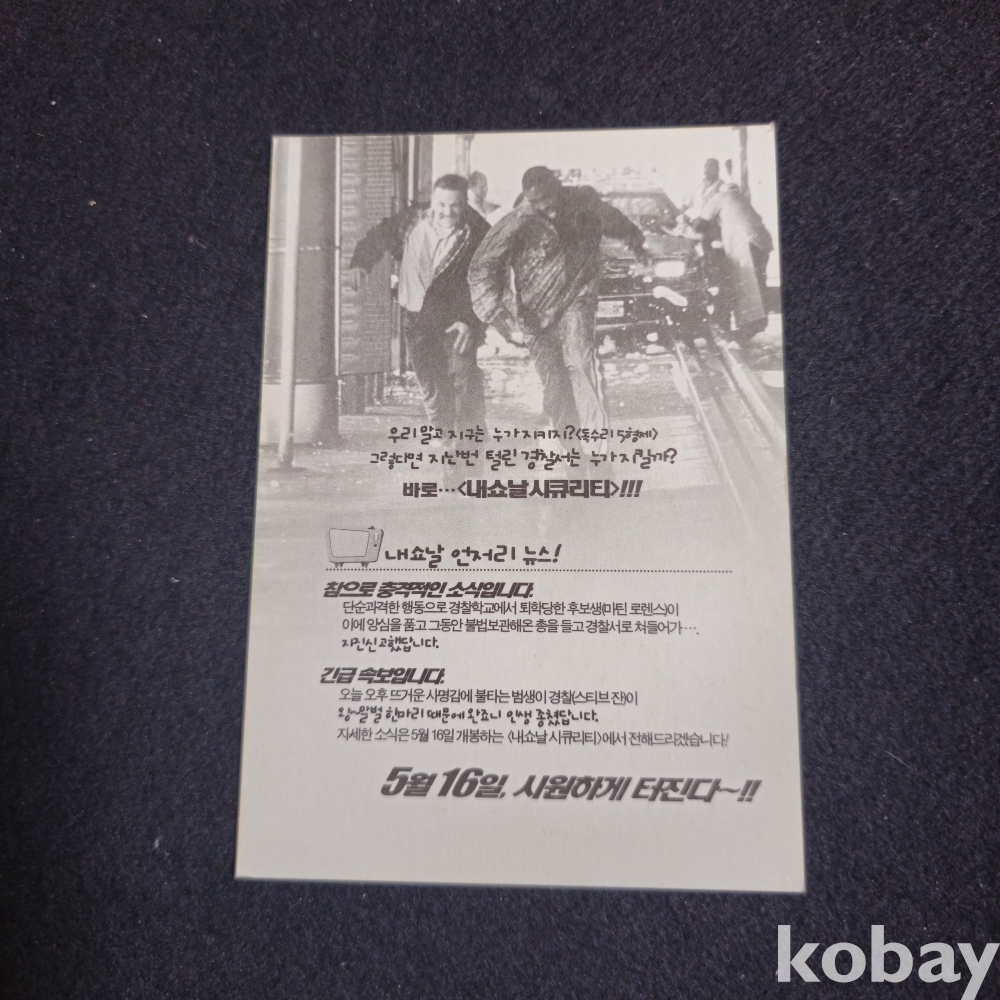 우리말고 지구는 누가 지키지?<독수리 5형제>
그렇다면 지난번 털린 경찰서는 누가 지킬까?
바로…<내쇼날 시큐리티>!!!
내쇼날 언저리 뉴스!
참으로 충격적인 소식입니다.
단순과격한 행동으로 경찰학교에서 퇴학당한 후보생(마틴 로렌스)이
이에 앙심을 품고 그동안 불법보관해온 총을 들고 경찰서로 쳐들어가….
자진신고했답니다.
긴급 속보입니다.
오늘 오후 뜨거운 사명감에 불타는 범생이 경찰(스티브 잔)이
왕~말벌 한마리 때문에 완죠니 인생 종쳤답니다.
자세한 소식은 5월 16일 개봉하는 <내쇼날 시큐리티>에서 전해드리겠습니다!
5월 16일, 시원하게 터진다~!!
kobay